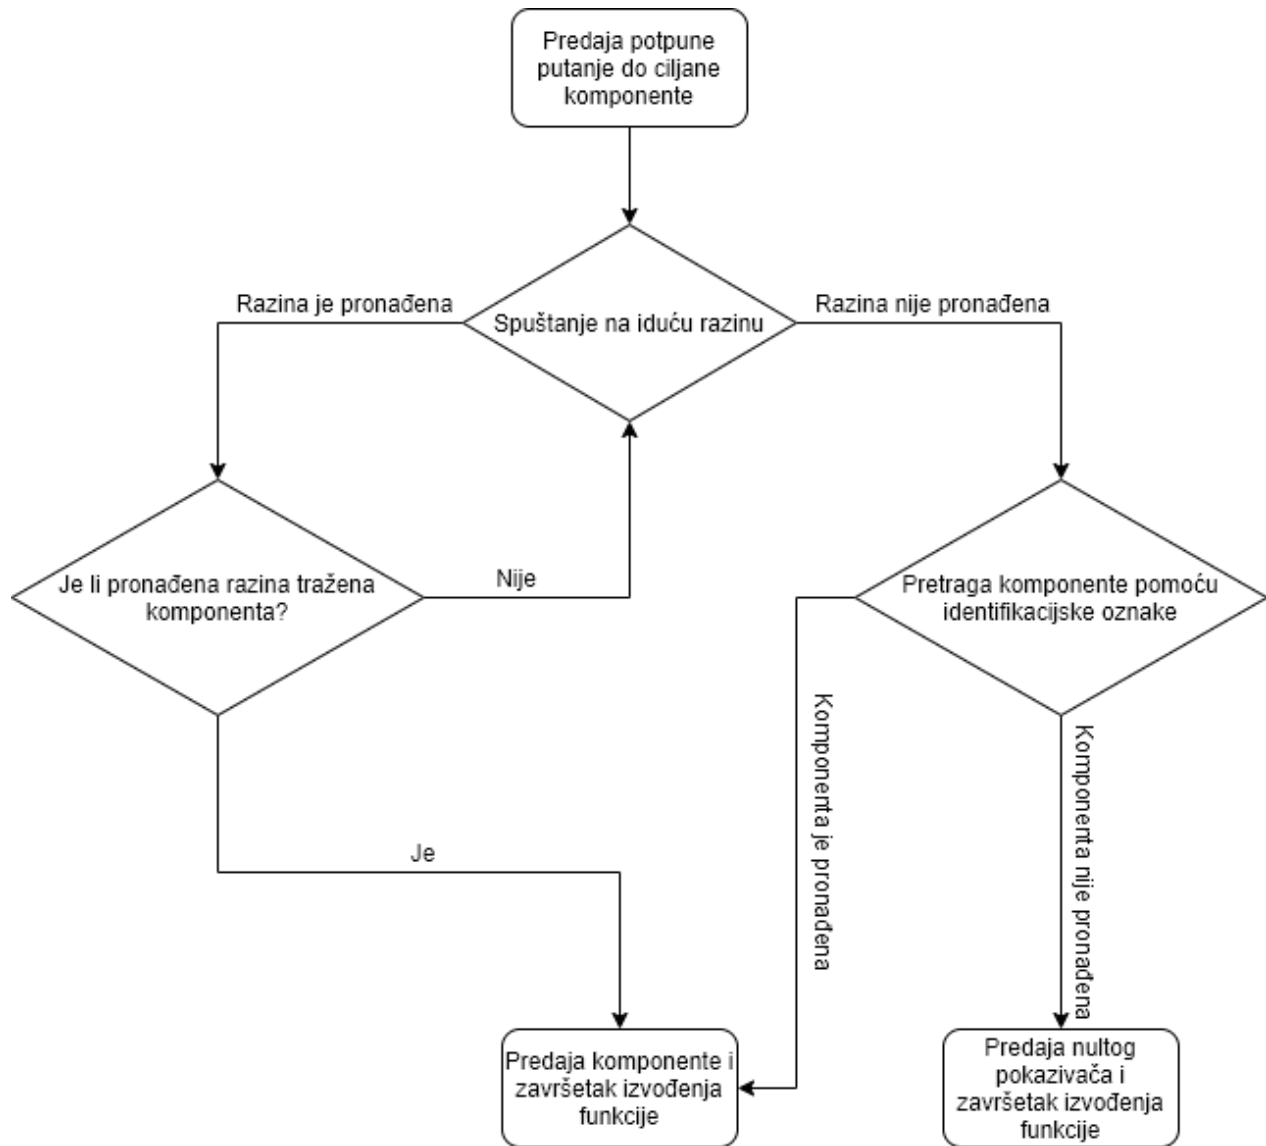 Predaja potpune
putanje do ciljane
komponente
Razina je pronađena
Spuštanje na iduću razinu
Razina nije pronađena
Je li pronađena razina tražena
komponenta?
Nije
Pretraga komponente pomoću
identifikacijske oznake
Komponenta je pronađena
Komponenta nije pronađena
Je
Predaja komponente i
završetak izvođenja
funkcije
Predaja nultog
pokazivača i
završetak izvođenja
funkcije